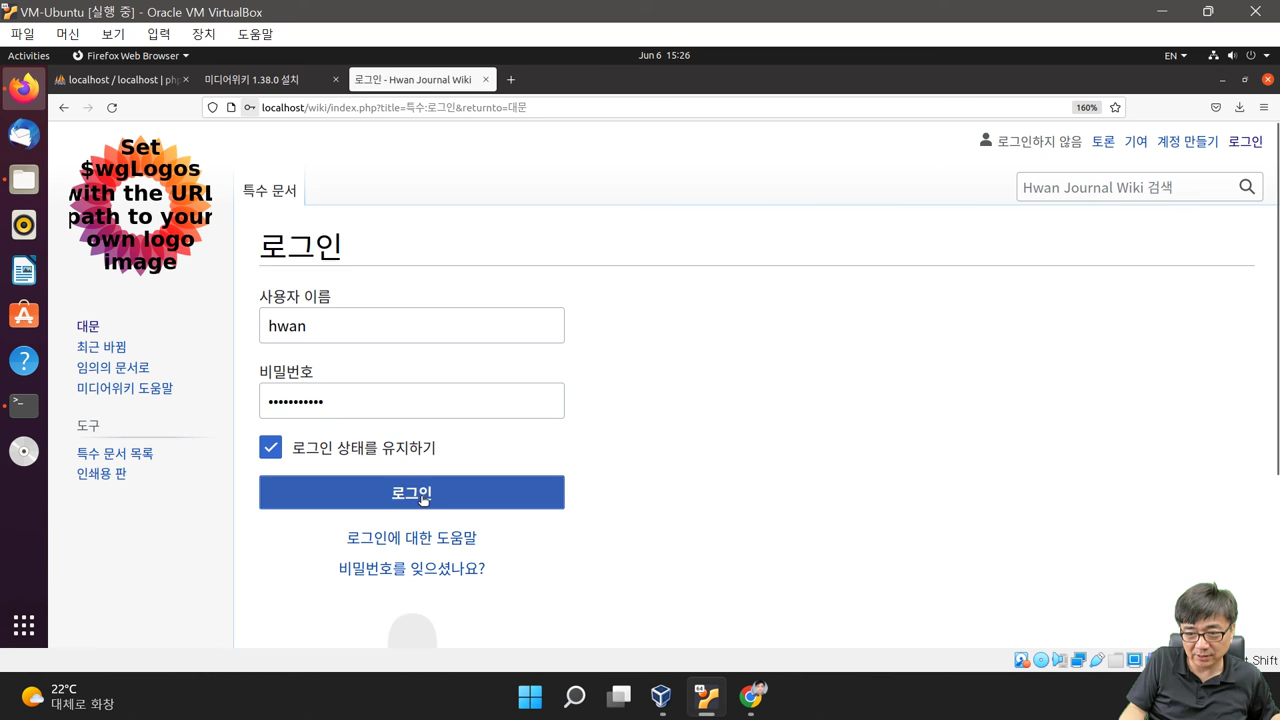 VM-Ubuntu [실행 중] - Oracle VM VirtualBox
파일 머신 보기 입력 장치 도움말
Activities Firefox Web Browser Jun 6 15:26 EN
localhost / localhost | ph
미디어위키 1.38.0 설치
로그인 - Hwan Journal Wiki
localhost/wiki/index.php?title=특수:로그인&returnto=대문 160%
로그인하지 않음 토론 기여 계정 만들기 로그인
Set
$wgLogos
with the URL
path to your
own logo
image
특수 문서
Hwan Journal Wiki 검색
로그인
사용자 이름
hwan
비밀번호
•••••••••••
로그인 상태를 유지하기
로그인
로그인에 대한 도움말
비밀번호를 잊으셨나요?
대문
최근 바뀜
임의의 문서로
미디어위키 도움말
도구
특수 문서 목록
인쇄용 판
Shift
22°C
대체로 화창